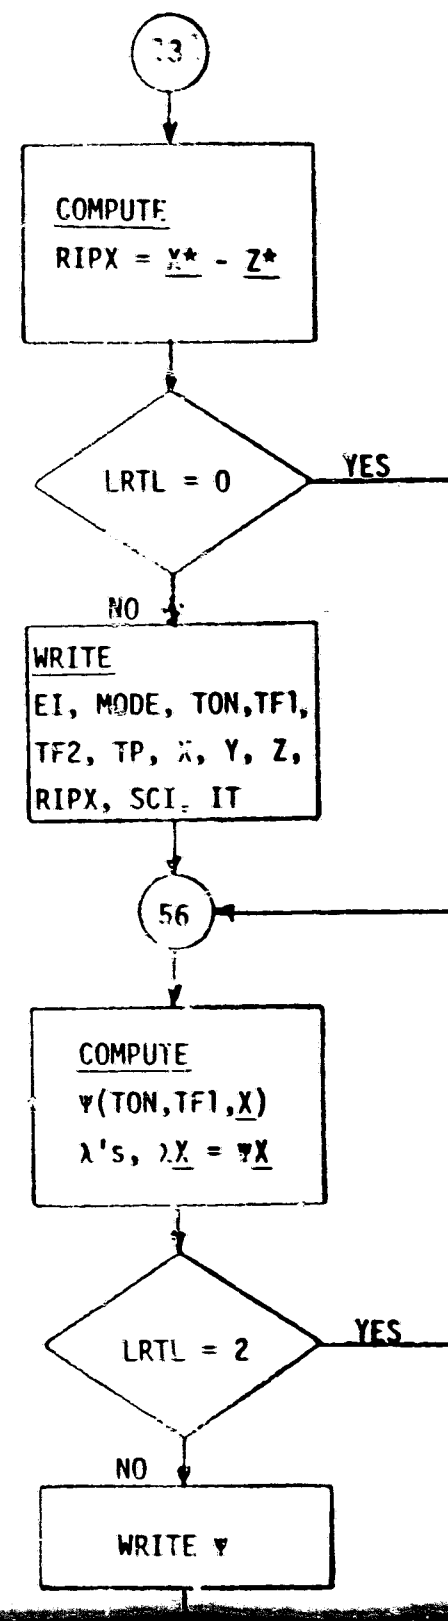 COMPUTE
RIPX = X* - Z*
LRTL = 0
YES
NO
WRITE
EI, MODE, TON,TF1,
TF2, TP, X, Y, Z,
RIPX, SCI, IT
56
COMPUTE
Ψ(TON,TF1,X)
λ's, λX = ΨX
LRTL = 2
YES
NO
WRITE Ψ